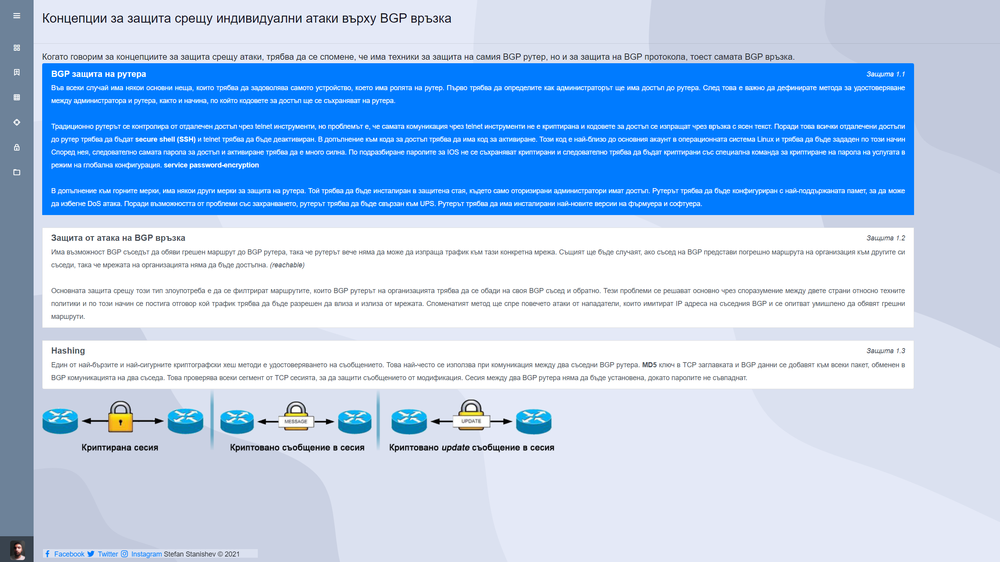 Концепции за защита срещу индивидуални атаки върху BGP връзка
Когато говорим за концепциите за защита срещу атаки, трябва да се спомене, че има техники за защита на самия BGP рутер, но и за защита на BGP протокола, тоест самата BGP връзка.
BGP защита на рутера
Защита 1.1
Във всеки случай има някои основни неща, които трябва да задоволява самото устройство, което има ролята на рутер. Първо трябва да определите как администраторът ще има достъп до рутера. След това е важно да дефинирате метода за удостоверяване
между администратора и рутера, както и начина, по който кодовете за достъп ще се съхраняват на рутера.
Традиционно рутерът се контролира от отдалечен достъп чрез telnet инструменти, но проблемът е, че самата комуникация чрез telnet инструменти не е криптирана и кодовете за достъп се изпращат чрез връзка с ясен текст. Поради това всички отдалечени достъпи
до рутер трябва да бъдат secure shell (SSH) и telnet трябва да бъде деактивиран. В допълнение към кода за достъп трябва да има код за активиране. Този код е най-близо до основния акаунт в операционната система Linux и трябва да бъде зададен по този начин
Според нея, следователно самата парола за достъп и активиране трябва да е много силна. По подразбиране паролите за IOS не се съхраняват криптирани и следователно трябва да бъдат криптирани със специална команда за криптиране на парола на услугата в
режим на глобална конфигурация. service password-encryption
В допълнение към горните мерки, има някои други мерки за защита на рутера. Той трябва да бъде инсталиран в защитена стая, където само оторизирани администратори имат достъп. Рутерът трябва да бъде конфигуриран с най-поддържаната памет, за да може
да избегне DoS атака. Поради възможността от проблеми със захранването, рутерът трябва да бъде свързан към UPS. Рутерът трябва да има инсталирани най-новите версии на фърмуера и софтуера.
Защита от атака на BGP връзка
Защита 1.2
Има възможност BGP съседът да обяви грешен маршрут до BGP рутера, така че рутерът вече няма да може да изпраща трафик към тази конкретна мрежа. Същият ще бъде случаят, ако съсед на BGP представи погрешно маршрута на организация към другите си
съседи, така че мрежата на организацията няма да бъде достъпна. (reachable)
Основната защита срещу този тип злоупотреба е да се филтрират маршрутите, които BGP рутерът на организацията трябва да се обади на своя BGP съсед и обратно. Тези проблеми се решават основно чрез споразумение между двете страни относно техните
политики и по този начин се постига отговор кой трафик трябва да бъде разрешен да влиза и излиза от мрежата. Споменатият метод ще спре повечето атаки от нападатели, които имитират IP адреса на съседния BGP и се опитват умишлено да обявят грешни
маршрути.
Hashing
Защита 1.3
Един от най-бързите и най-сигурните криптографски хеш методи е удостоверяването на съобщението. Това най-често се използва при комуникация между два съседни BGP рутера. MD5 ключ в TCP заглавката и BGP данни се добавят към всеки пакет, обменен в
BGP комуникацията на два съседа. Това проверява всеки сегмент от TCP сесията, за да защити съобщението от модификация. Сесия между два BGP рутера няма да бъде установена, докато паролите не съвпаднат.
MESSAGE
UPDATE
Криптирана сесия
Криптовано съобщение в сесия
Криптовано update съобщение в сесия
Facebook Twitter Instagram Stefan Stanishev © 2021